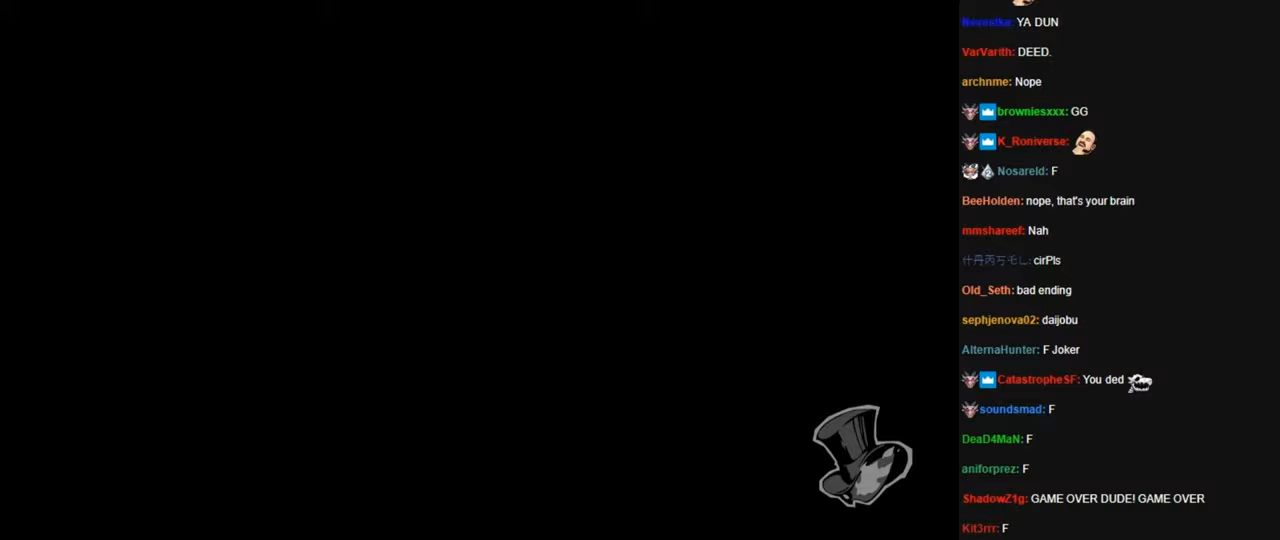 Nevestke: YA DUN
VarVarith: DEED.
archnme: Nope
browniesxxx: GG
K_Roniverse:
Nosareld: F
BeeHolden: nope, that's your brain
mmshareef: Nah
cirPls
Old_Seth: bad ending
sephjenova02: daijobu
AlternaHunter: F Joker
CatastropheSF: You ded
soundsmad: F
DeaD4MaN: F
aniforprez: F
ShadowZ1g: GAME OVER DUDE! GAME OVER
Kit3rrr: F